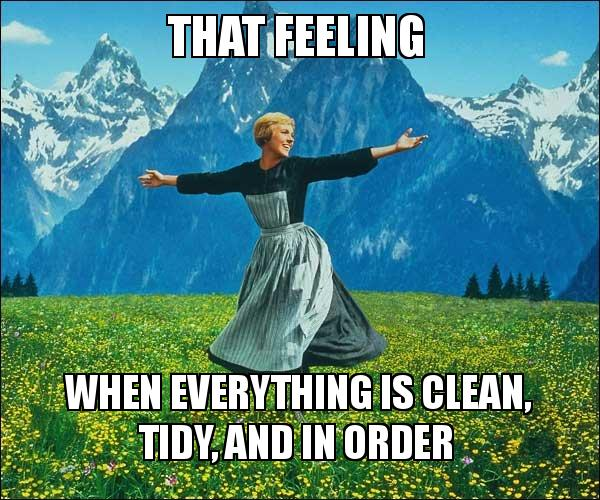 THAT FEELING
WHEN EVERYTHING IS CLEAN,
TIDY, AND IN ORDER